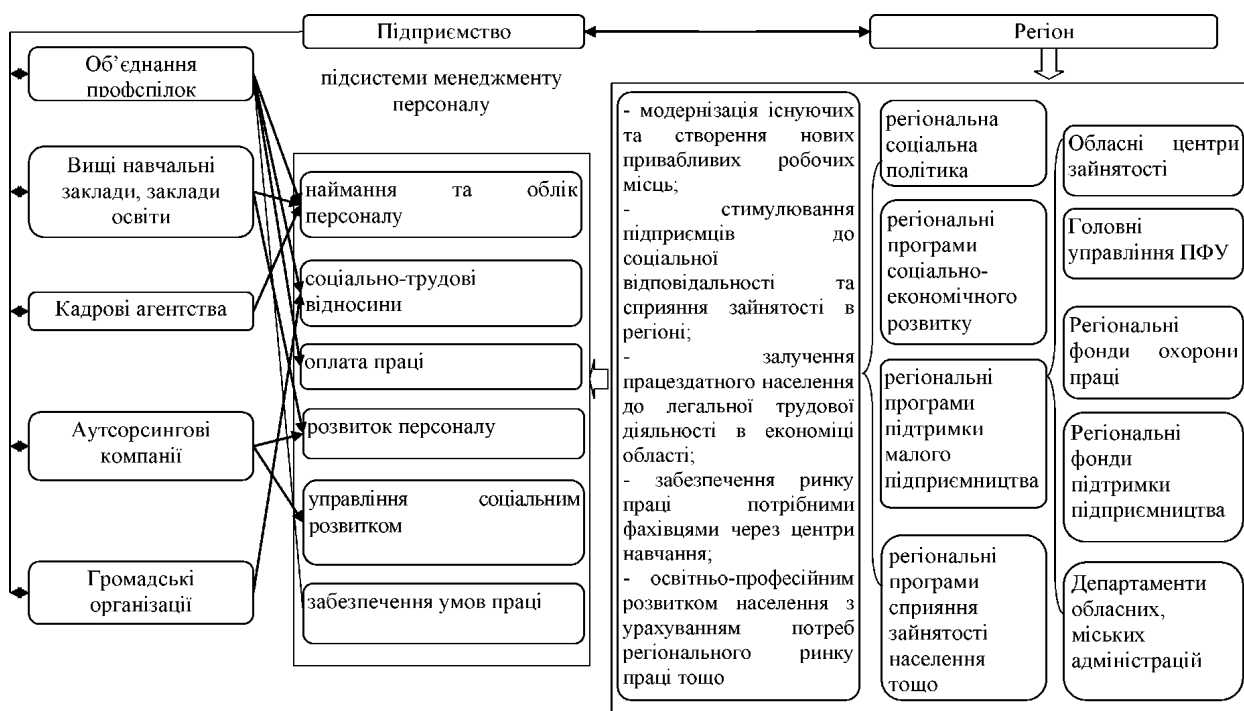 Підприємство
Регіон
Об’єднання
профспілок
Вищі навчальні
заклади, заклади
освіти
Кадрові агентства
Аутсорсингові
компанії
Громадські
організації
підсистеми менеджменту
персоналу
наймання та облік
персоналу
соціально-трудові
відносини
оплата праці
розвиток персоналу
управління соціальним
розвитком
забезпечення умов праці
- модернізація існуючих
та створення нових
привабливих робочих
місць;
- стимулювання
підприємців до
соціальної
відповідальності та
сприяння зайнятості в
регіоні;
- залучення
працездатного населення
до легальної трудової
діяльності в економіці
області;
- забезпечення ринку
праці потрібними
фахівцями через центри
навчання;
- освітньо-професійним
розвитком населення з
урахуванням потреб
регіонального ринку
праці тощо
регіональна
соціальна
політика
регіональні
програми
соціально-
економічного
розвитку
регіональні
програми
підтримки
малого
підприємництва
регіональні
програми
сприяння
зайнятості
населення
тощо
Обласні центри
зайнятості
Головні
управління ПФУ
Регіональні
фонди охорони
праці
Регіональні
фонди
підтримки
підприємництва
Департаменти
обласних,
міських
адміністрацій